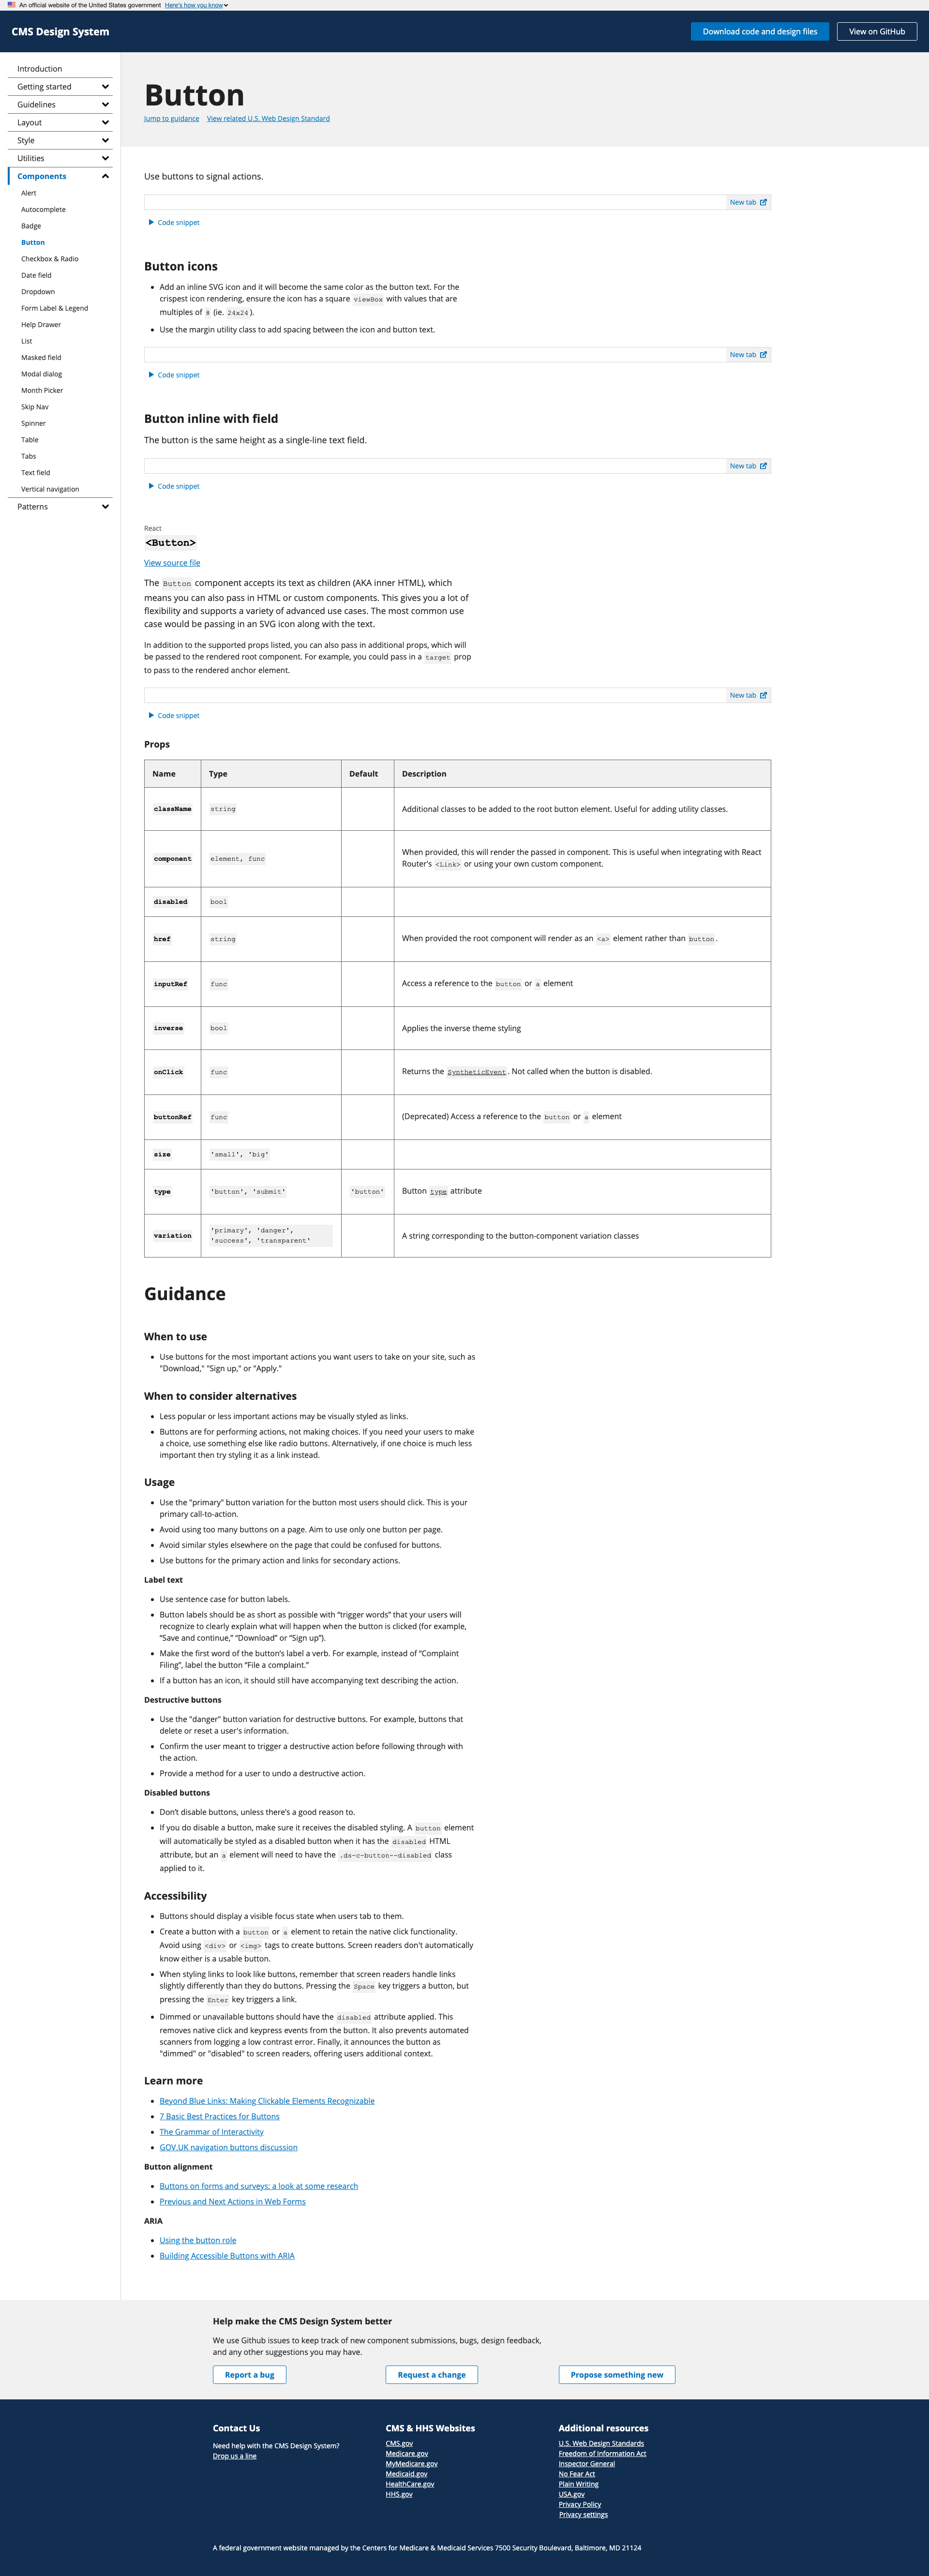 An official website of the United States government Here's how you know
CMS Design System
Download code and design files
View on GitHub
Introduction
Getting started
Guidelines
Layout
Style
Utilities
Components
Alert
Autocomplete
Badge
Button
Checkbox & Radio
Date field
Dropdown
Form Label & Legend
Help Drawer
List
Masked field
Modal dialog
Month Picker
Skip Nav
Spinner
Table
Tabs
Text field
Vertical navigation
Patterns
Button
Jump to guidance View related U.S. Web Design Standard
Use buttons to signal actions.
New tab
Code snippet
Button icons
Add an inline SVG icon and it will become the same color as the button text. For the
crispest icon rendering, ensure the icon has a square viewBox with values that are
multiples of 8 (ie. 24x24 ).
Use the margin utility class to add spacing between the icon and button text.
New tab
Code snippet
Button inline with field
The button is the same height as a single-line text field.
New tab
Code snippet
React
<Button>
View source file
The Button component accepts its text as children (AKA inner HTML), which
means you can also pass in HTML or custom components. This gives you a lot of
flexibility and supports a variety of advanced use cases. The most common use
case would be passing in an SVG icon along with the text.
In addition to the supported props listed, you can also pass in additional props, which will
be passed to the rendered root component. For example, you could pass in a target prop
to pass to the rendered anchor element.
New tab
Code snippet
Props
Name Type Default Description
className string Additional classes to be added to the root button element. Useful for adding utility classes.
component element, func When provided, this will render the passed in component. This is useful when integrating with React
Router's <Link> or using your own custom component.
disabled bool
href string When provided the root component will render as an <a> element rather than button .
inputRef func Access a reference to the button or a element
inverse bool Applies the inverse theme styling
onClick func Returns the SyntheticEvent . Not called when the button is disabled.
buttonRef func (Deprecated) Access a reference to the button or a element
size 'small', 'big'
type 'button', 'submit' 'button' Button type attribute
variation 'primary', 'danger',
'success', 'transparent' A string corresponding to the button-component variation classes
Guidance
When to use
Use buttons for the most important actions you want users to take on your site, such as
"Download," "Sign up," or "Apply."
When to consider alternatives
Less popular or less important actions may be visually styled as links.
Buttons are for performing actions, not making choices. If you need your users to make
a choice, use something else like radio buttons. Alternatively, if one choice is much less
important then try styling it as a link instead.
Usage
Use the "primary" button variation for the button most users should click. This is your
primary call-to-action.
Avoid using too many buttons on a page. Aim to use only one button per page.
Avoid similar styles elsewhere on the page that could be confused for buttons.
Use buttons for the primary action and links for secondary actions.
Label text
Use sentence case for button labels.
Button labels should be as short as possible with “trigger words” that your users will
recognize to clearly explain what will happen when the button is clicked (for example,
“Save and continue,” “Download” or “Sign up”).
Make the first word of the button’s label a verb. For example, instead of “Complaint
Filing”, label the button “File a complaint.”
If a button has an icon, it should still have accompanying text describing the action.
Destructive buttons
Use the "danger" button variation for destructive buttons. For example, buttons that
delete or reset a user's information.
Confirm the user meant to trigger a destructive action before following through with
the action.
Provide a method for a user to undo a destructive action.
Disabled buttons
Don’t disable buttons, unless there’s a good reason to.
If you do disable a button, make sure it receives the disabled styling. A button element
will automatically be styled as a disabled button when it has the disabled HTML
attribute, but an a element will need to have the .ds-c-button--disabled class
applied to it.
Accessibility
Buttons should display a visible focus state when users tab to them.
Create a button with a button or a element to retain the native click functionality.
Avoid using <div> or <img> tags to create buttons. Screen readers don't automatically
know either is a usable button.
When styling links to look like buttons, remember that screen readers handle links
slightly differently than they do buttons. Pressing the Space key triggers a button, but
pressing the Enter key triggers a link.
Dimmed or unavailable buttons should have the disabled attribute applied. This
removes native click and keypress events from the button. It also prevents automated
scanners from logging a low contrast error. Finally, it announces the button as
"dimmed" or "disabled" to screen readers, offering users additional context.
Learn more
Beyond Blue Links: Making Clickable Elements Recognizable
7 Basic Best Practices for Buttons
The Grammar of Interactivity
GOV.UK navigation buttons discussion
Button alignment
Buttons on forms and surveys: a look at some research
Previous and Next Actions in Web Forms
ARIA
Using the button role
Building Accessible Buttons with ARIA
Help make the CMS Design System better
We use Github issues to keep track of new component submissions, bugs, design feedback,
and any other suggestions you may have.
Report a bug
Request a change
Propose something new
Contact Us
Need help with the CMS Design System?
Drop us a line
CMS & HHS Websites
CMS.gov
Medicare.gov
MyMedicare.gov
Medicaid.gov
HealthCare.gov
HHS.gov
Additional resources
U.S. Web Design Standards
Freedom of Information Act
Inspector General
No Fear Act
Plain Writing
USA.gov
Privacy Policy
Privacy settings
A federal government website managed by the Centers for Medicare & Medicaid Services 7500 Security Boulevard, Baltimore, MD 21124